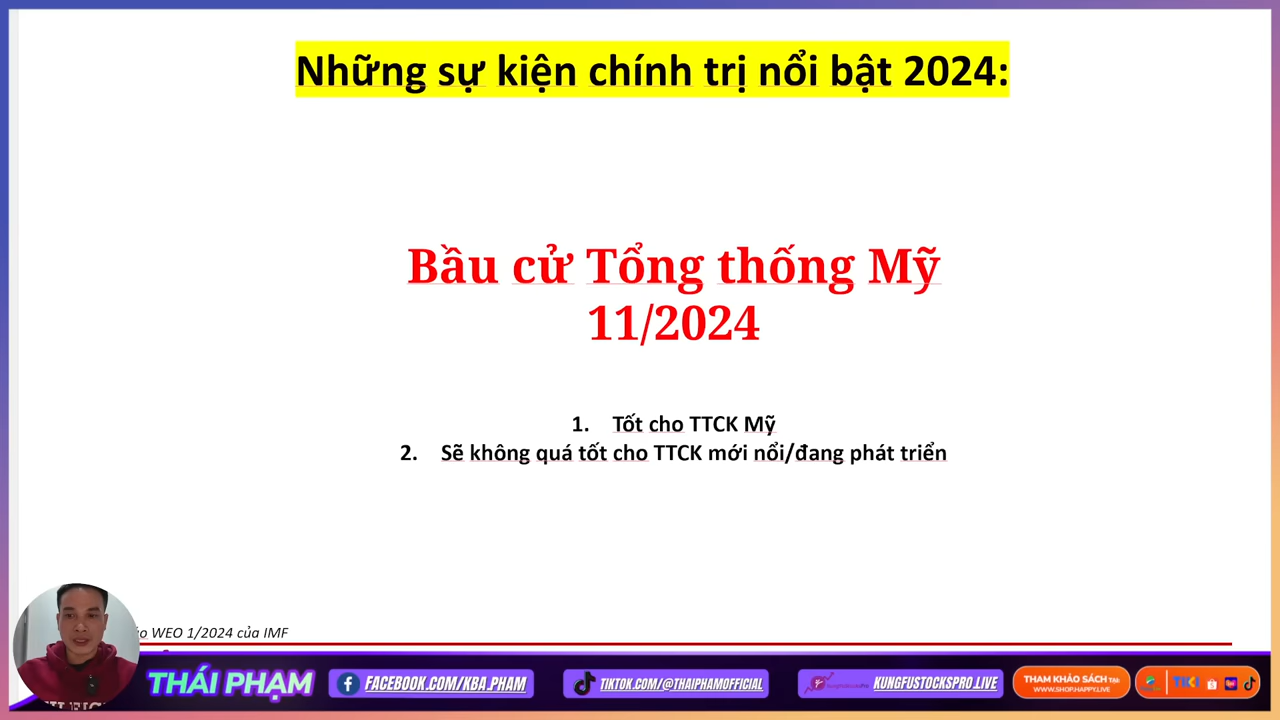 Những sự kiện chính trị nổi bật 2024:
Bầu cử Tổng thống Mỹ
11/2024
1. Tốt cho TTCK Mỹ
2. Sẽ không quá tốt cho TTCK mới nổi/đang phát triển
WEO 1/2024 của IMF
THÁI PHẠM
FACEBOOK.COM/KBA.PHAM
TIKTOK.COM/@THAIPHAMOFFICIAL
KUNGFUSTOCKSPRO.LIVE
THAM KHẢO SÁCH TẠI:
WWW.SHOP.HAPPY.LIVE
TIKI